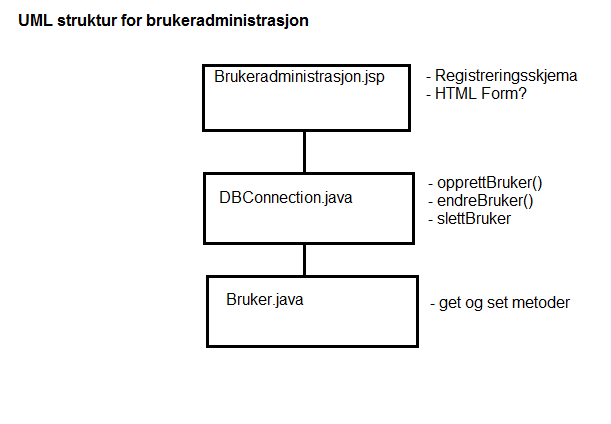 UML struktur for brukeradministrasjon
Brukeradministrasjon.jsp
- Registreringsskjema
- HTML Form?
DBConnection.java
- opprettBruker()
- endreBruker()
- slettBruker
Bruker.java
- get og set metoder